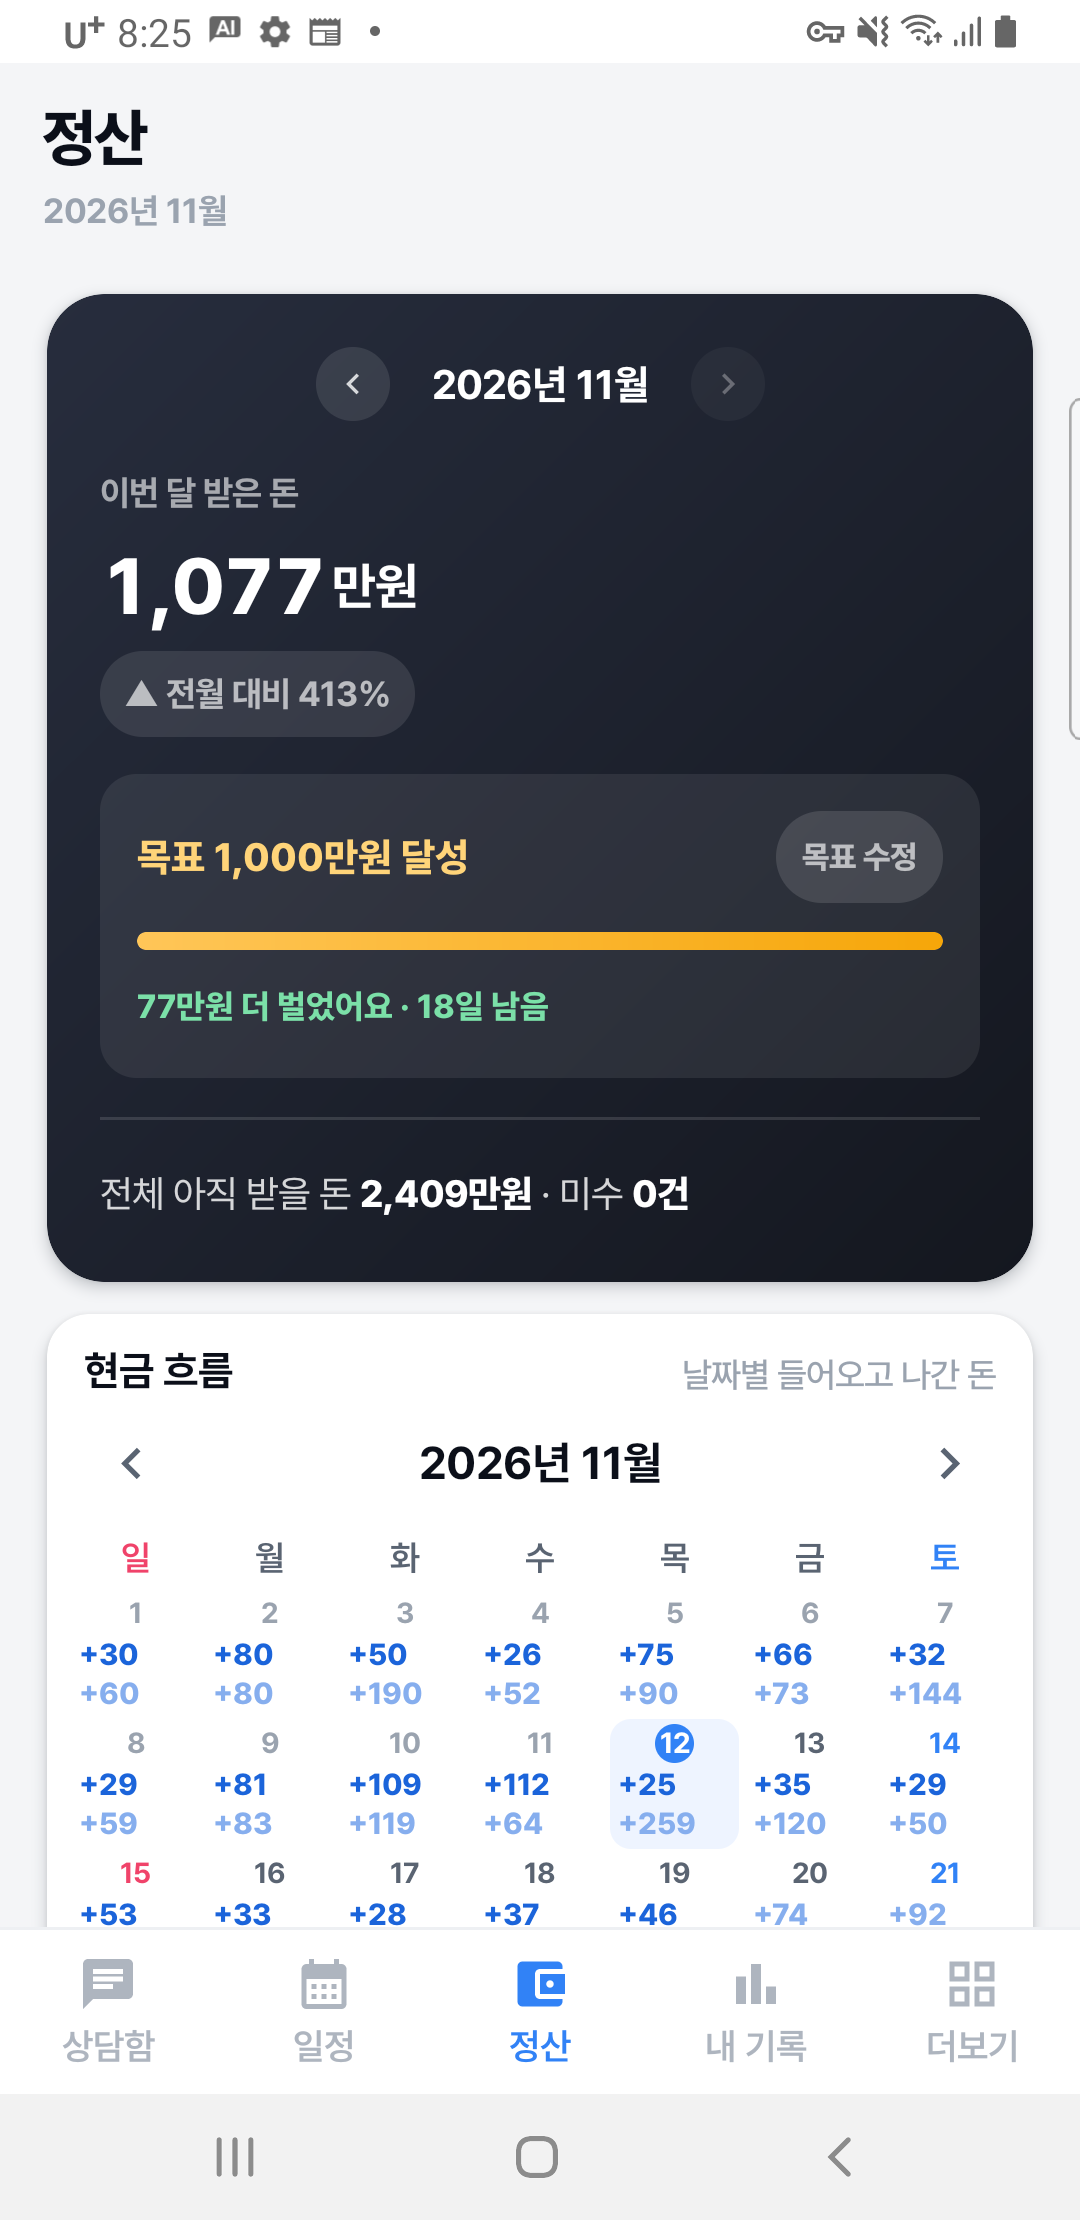 U+ 8:25 AI
정산
2026년 11월
2026년 11월
이번 달 받은 돈
1,077만원
▲ 전월 대비 413%
목표 1,000만원 달성
목표 수정
77만원 더 벌었어요 · 18일 남음
전체 아직 받을 돈 2,409만원 · 미수 0건
현금 흐름
날짜별 들어오고 나간 돈
2026년 11월
일 월 화 수 목 금 토
1 2 3 4 5 6 7
+30 +80 +50 +26 +75 +66 +32
+60 +80 +190 +52 +90 +73 +144
8 9 10 11 12 13 14
+29 +81 +109 +112 +25 +35 +29
+59 +83 +119 +64 +259 +120 +50
15 16 17 18 19 20 21
+53 +33 +28 +37 +46 +74 +92
상담함 일정 정산 내 기록 더보기